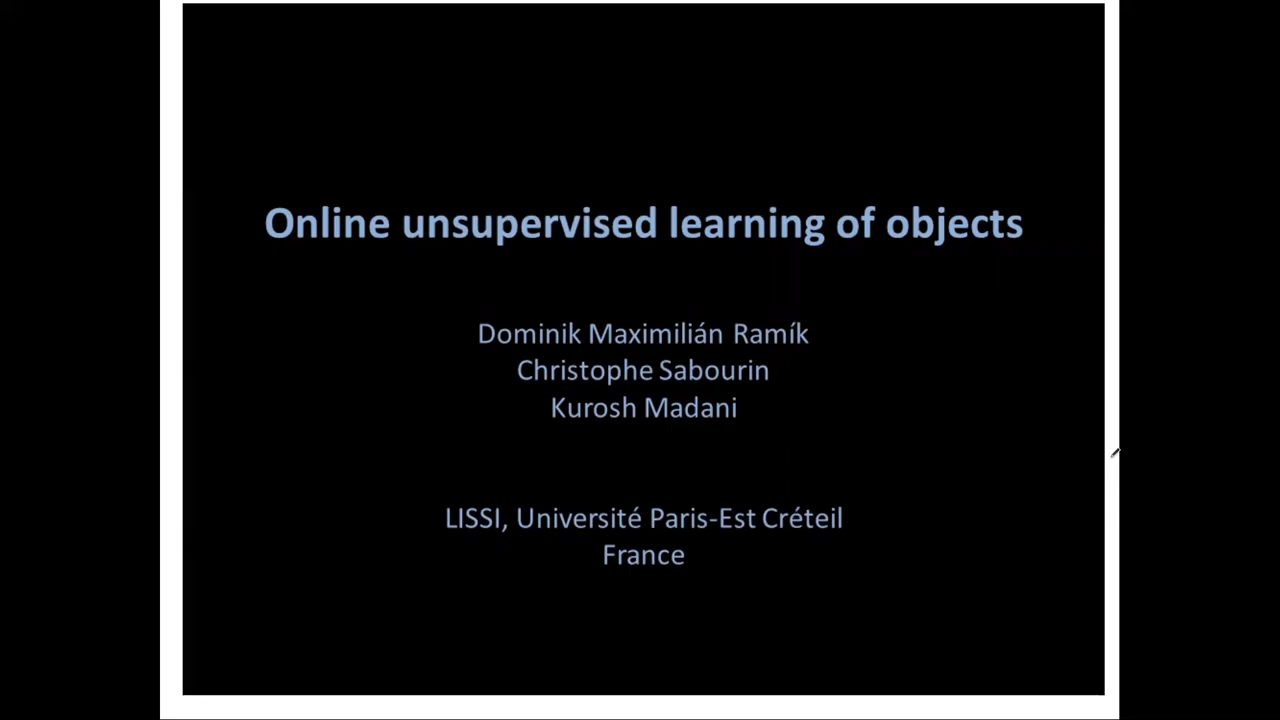 Online unsupervised learning of objects
Dominik Maximilián Ramík
Christophe Sabourin
Kurosh Madani
LISSI, Université Paris-Est Créteil
France